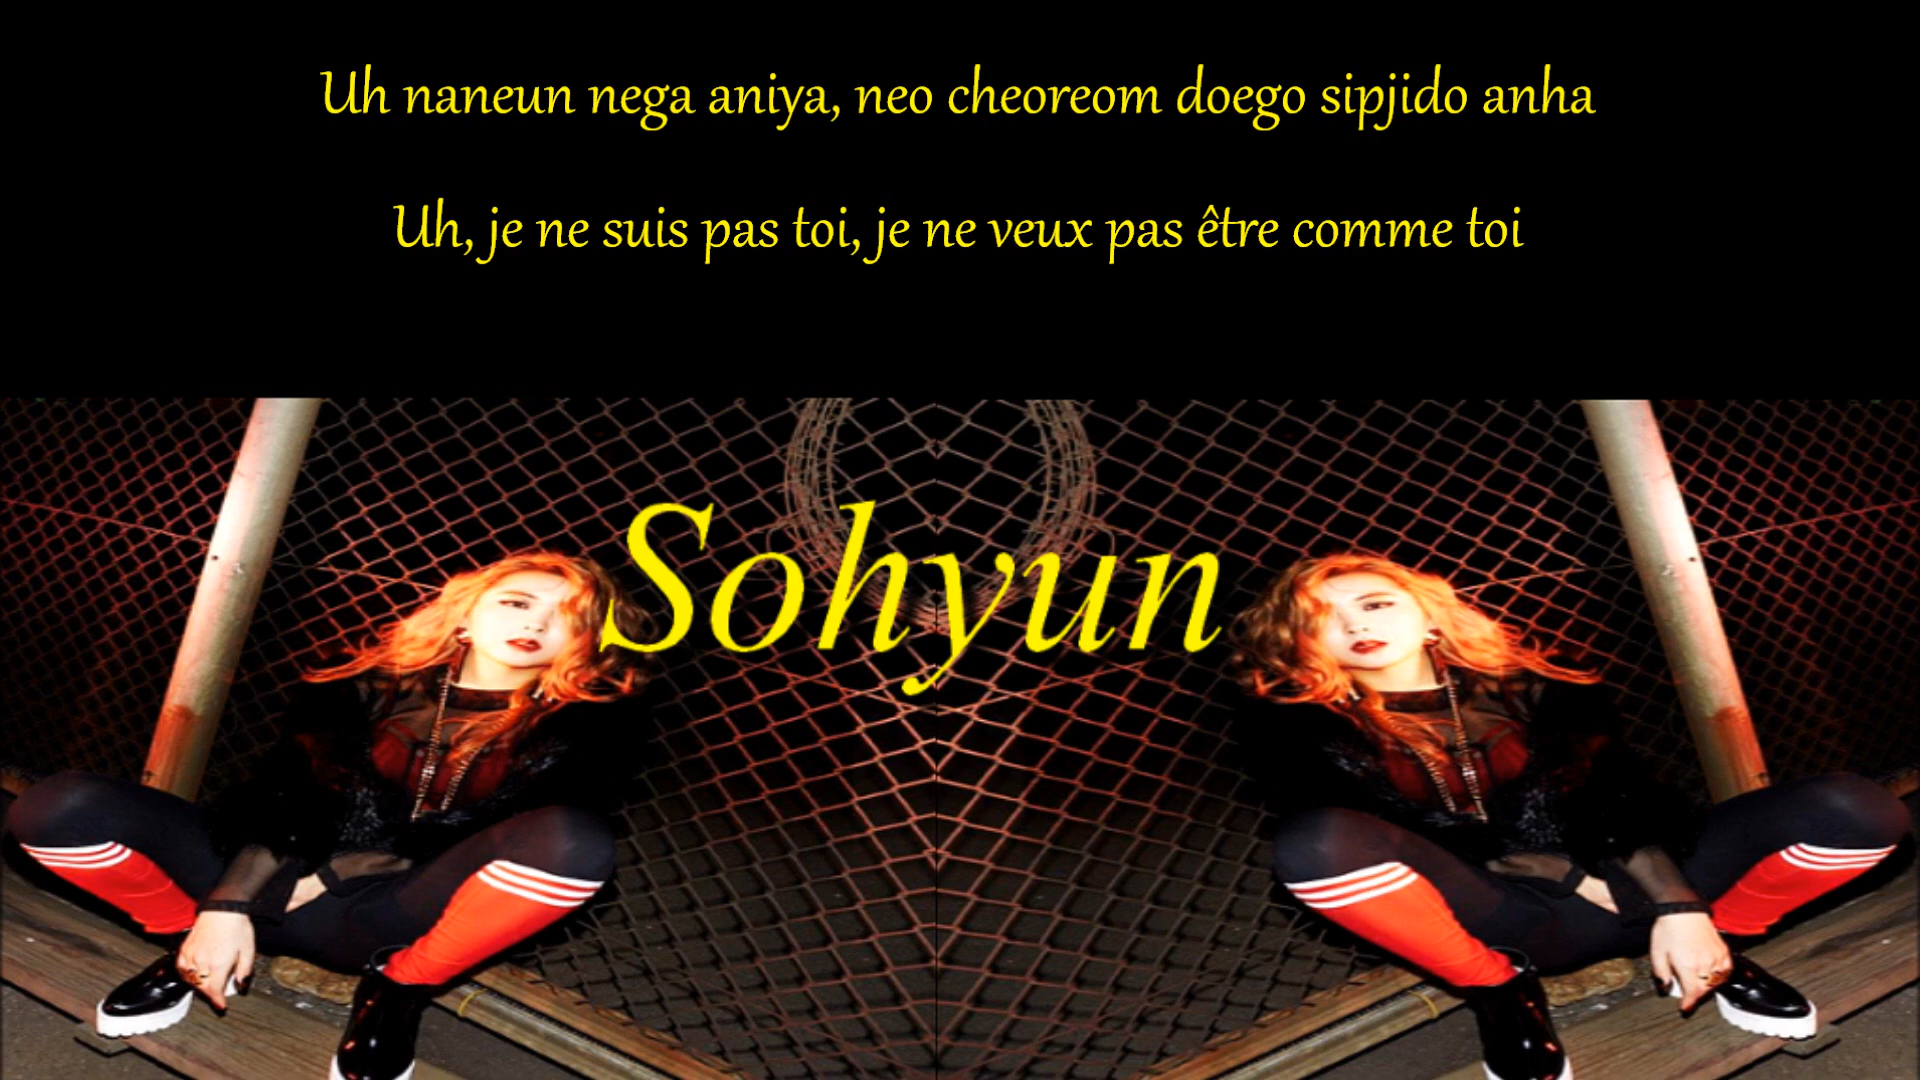 Uh naneun nega aniya, neo cheoreom doego sipjido anha
Uh, je ne suis pas toi, je ne veux pas être comme toi
Sohyun